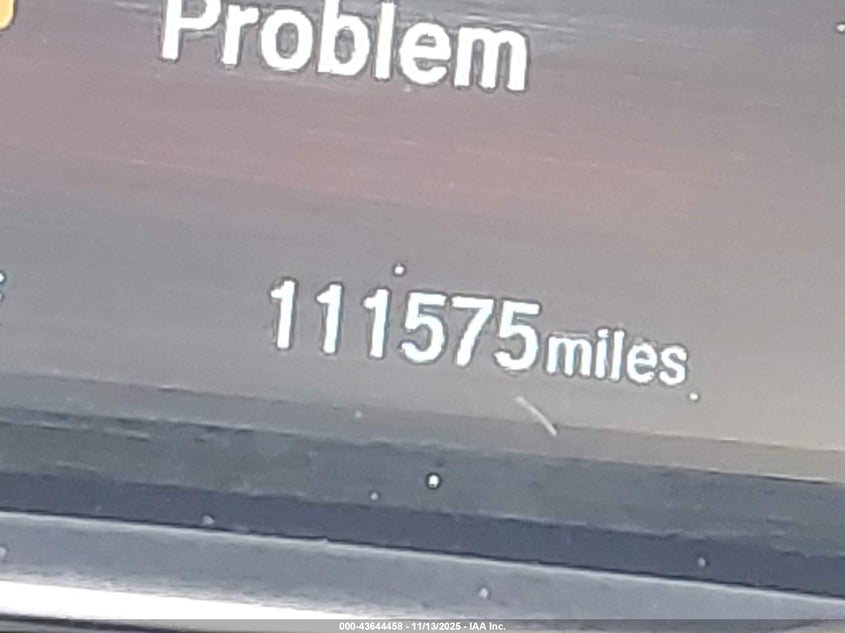 Problem
111575miles
000-43644458 - 11/13/2025 - IAA Inc.